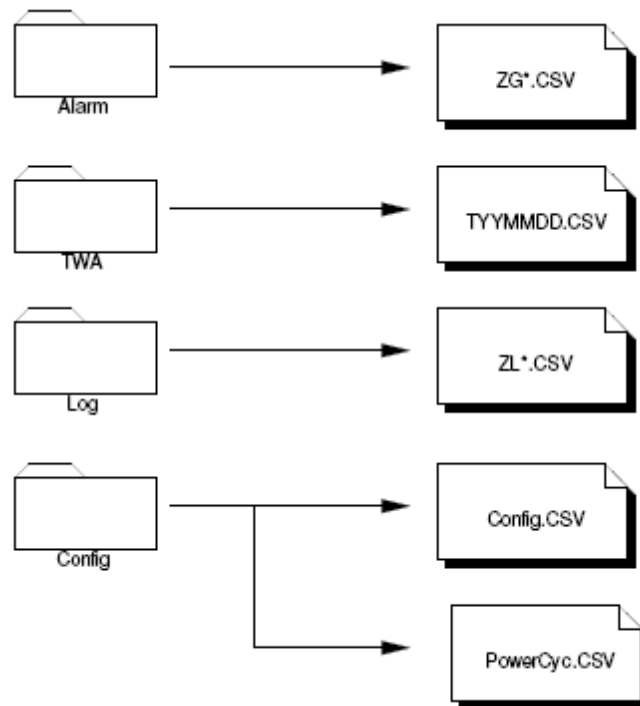 Alarm
ZG*.CSV
TWA
TYYMMDD.CSV
Log
ZL*.CSV
Config
Config.CSV
PowerCyc.CSV